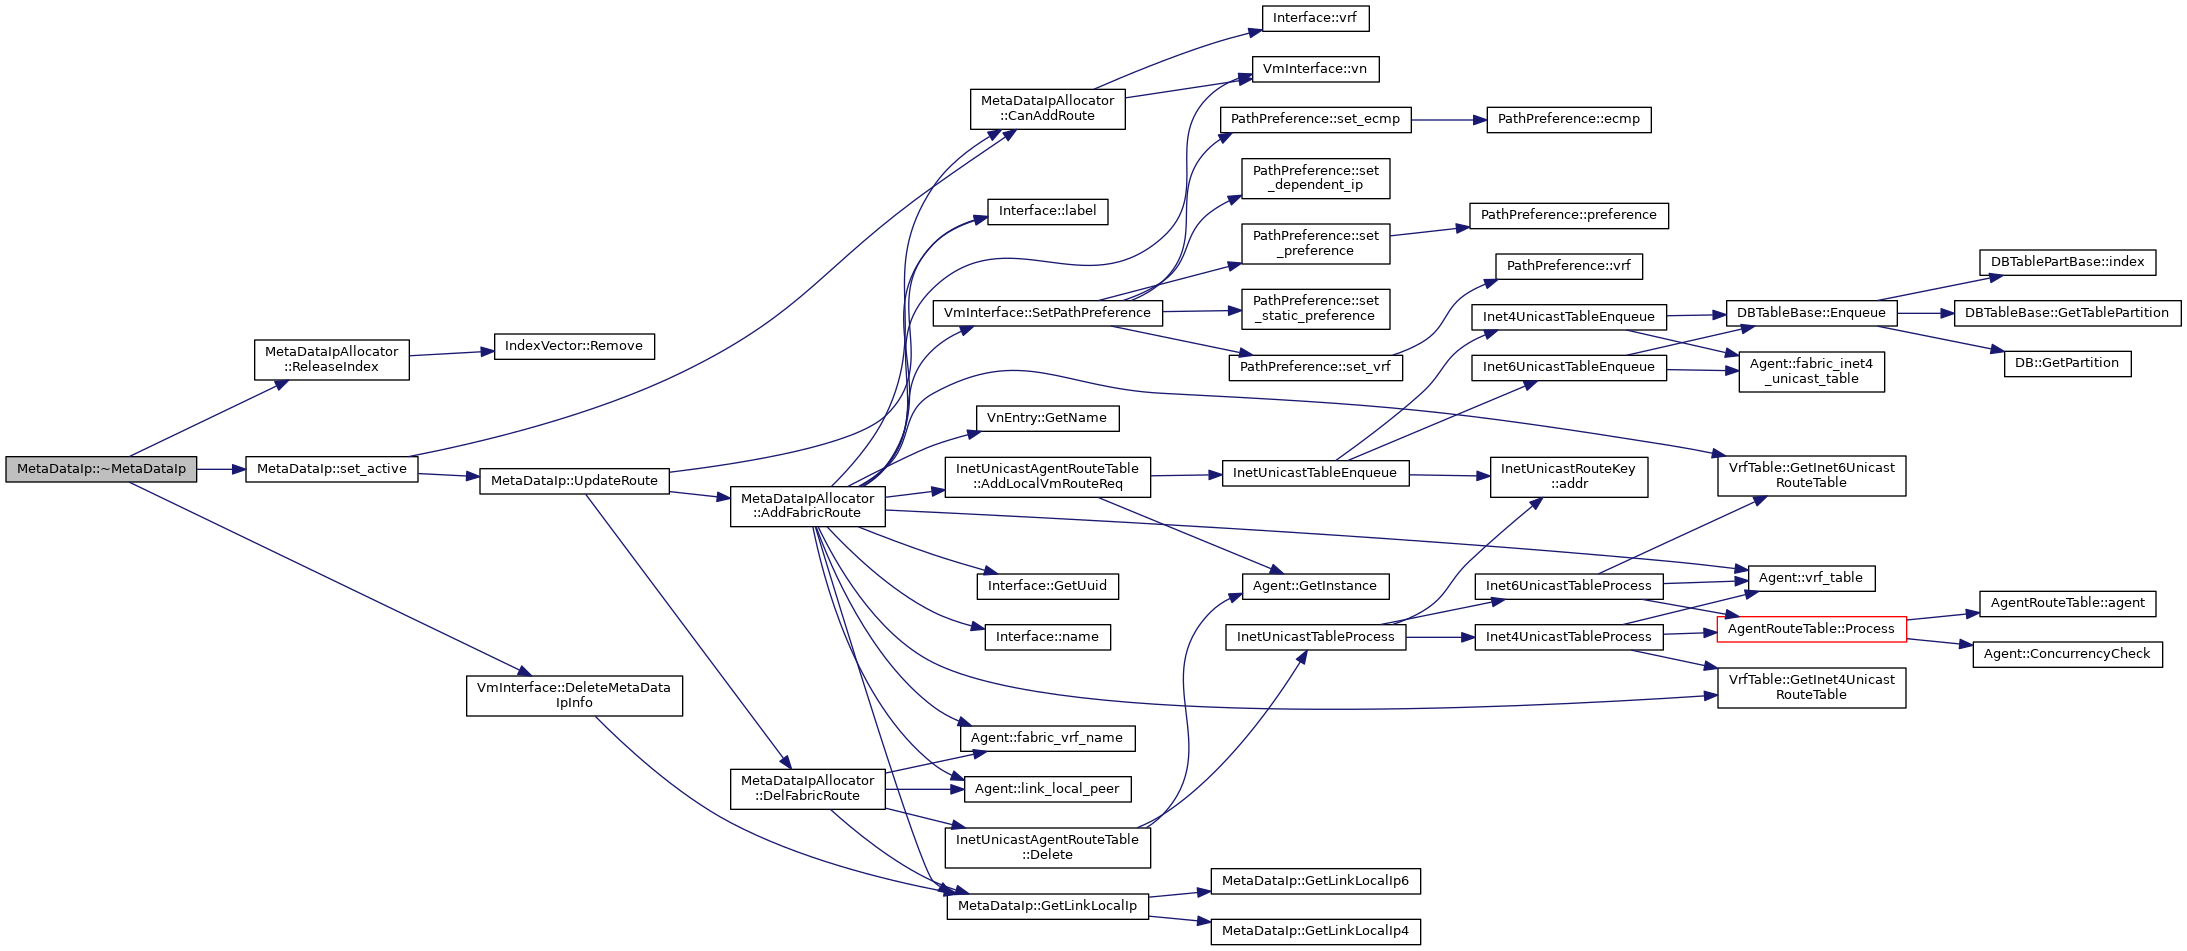 MetaDataIp::~MetaDataIp
MetaDataIpAllocator
::ReleaseIndex
MetaDataIp::set_active
VmInterface::DeleteMetaData
IpInfo
IndexVector::Remove
MetaDataIp::UpdateRoute
MetaDataIpAllocator
::AddFabricRoute
MetaDataIpAllocator
::DelFabricRoute
MetaDataIpAllocator
::CanAddRoute
Interface::label
VmInterface::SetPathPreference
VnEntry::GetName
InetUnicastAgentRouteTable
::AddLocalVmRouteReq
Interface::GetUuid
Interface::name
Agent::fabric_vrf_name
Agent::link_local_peer
InetUnicastAgentRouteTable
::Delete
MetaDataIp::GetLinkLocalIp
Interface::vrf
VmInterface::vn
PathPreference::set_ecmp
PathPreference::set
_dependent_ip
PathPreference::set
_preference
PathPreference::set
_static_preference
PathPreference::set_vrf
InetUnicastTableEnqueue
Agent::GetInstance
InetUnicastTableProcess
MetaDataIp::GetLinkLocalIp6
MetaDataIp::GetLinkLocalIp4
PathPreference::ecmp
PathPreference::preference
PathPreference::vrf
Inet4UnicastTableEnqueue
Inet6UnicastTableEnqueue
InetUnicastRouteKey
::addr
Inet6UnicastTableProcess
Inet4UnicastTableProcess
DBTableBase::Enqueue
Agent::fabric_inet4
_unicast_table
VrfTable::GetInet6Unicast
RouteTable
Agent::vrf_table
AgentRouteTable::Process
VrfTable::GetInet4Unicast
RouteTable
DBTablePartBase::index
DBTableBase::GetTablePartition
DB::GetPartition
AgentRouteTable::agent
Agent::ConcurrencyCheck